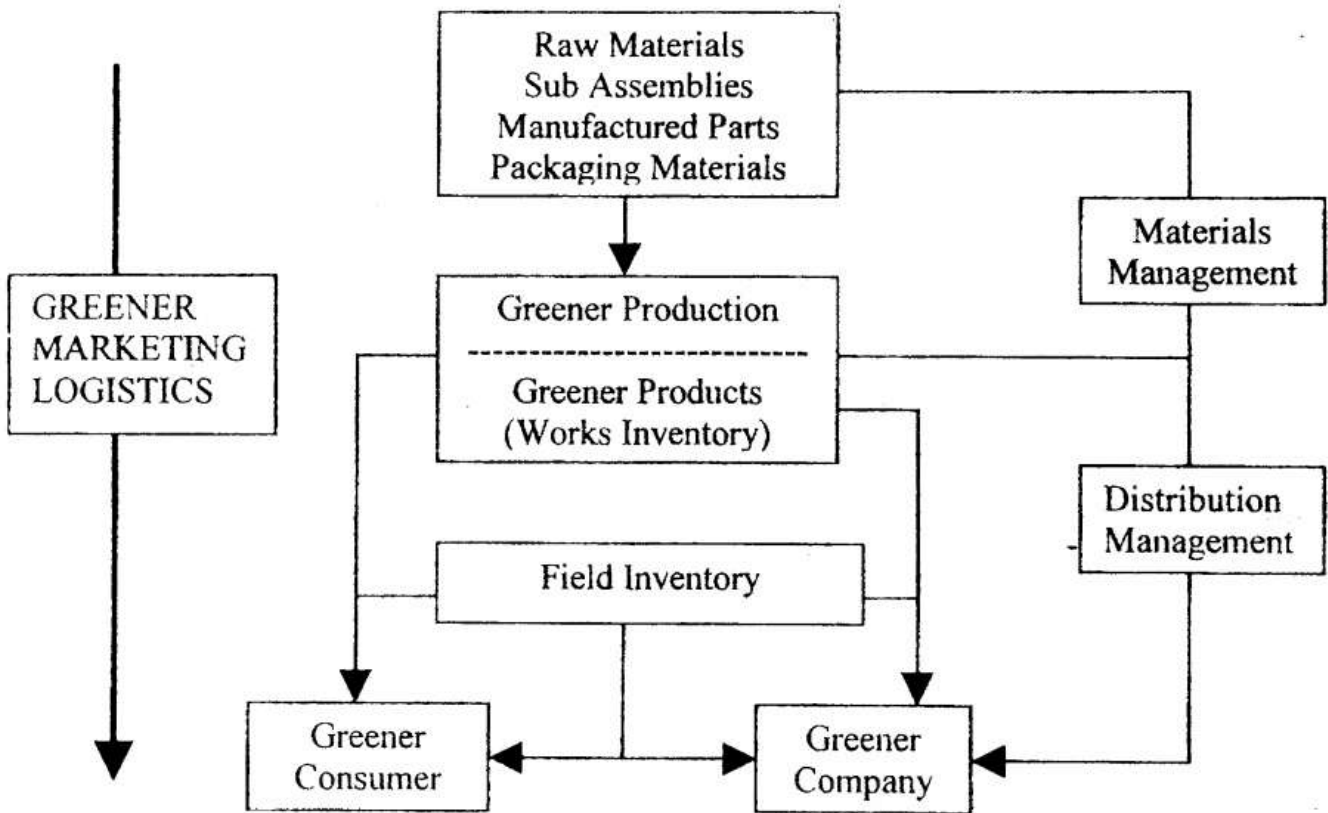 Raw Materials
Sub Assemblies
Manufactured Parts
Packaging Materials
Materials
Management
GREENER
MARKETING
LOGISTICS
Greener Production
Greener Products
(Works Inventory)
Distribution
Management
Field Inventory
Greener
Consumer
Greener
Company